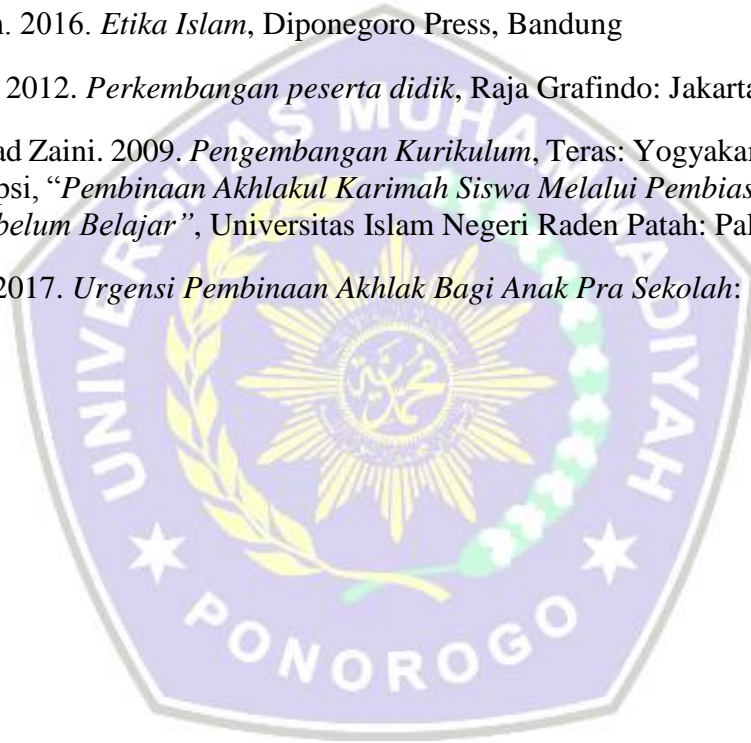 n. 2016. Etika Islam, Diponegoro Press, Bandung
2012. Perkembangan peserta didik, Raja Grafindo: Jakarta
ad Zaini. 2009. Pengembangan Kurikulum, Teras: Yogyakar
psi, “Pembinaan Akhlakul Karimah Siswa Melalui Pembias
belum Belajar”, Universitas Islam Negeri Raden Patah: Pal
2017. Urgensi Pembinaan Akhlak Bagi Anak Pra Sekolah:
UNIVERSITAS MUHAMMADIYAH
PONOROGO